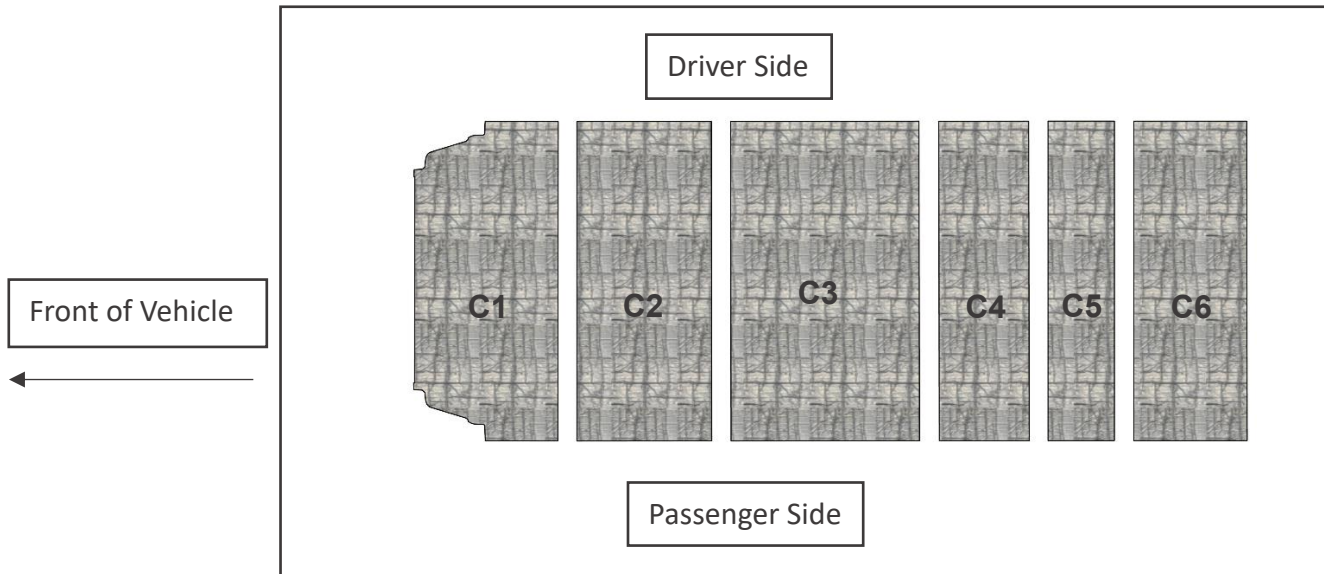 Driver Side
Front of Vehicle
C1
C2
C3
C4
C5
C6
Passenger Side